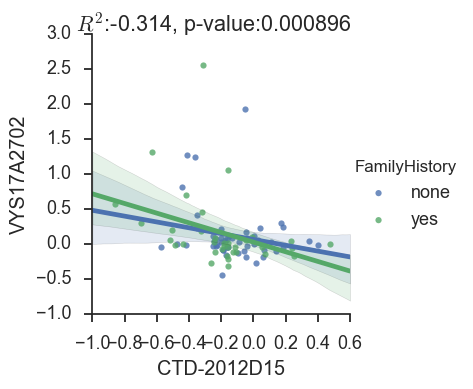 R²:-0.314, p-value:0.000896
3.0
2.5
2.0
1.5
1.0
0.5
0.0
−0.5
−1.0
VYS17A2702
FamilyHistory
none
yes
−1.0−0.8−0.6−0.4−0.2 0.0 0.2 0.4 0.6
CTD-2012D15